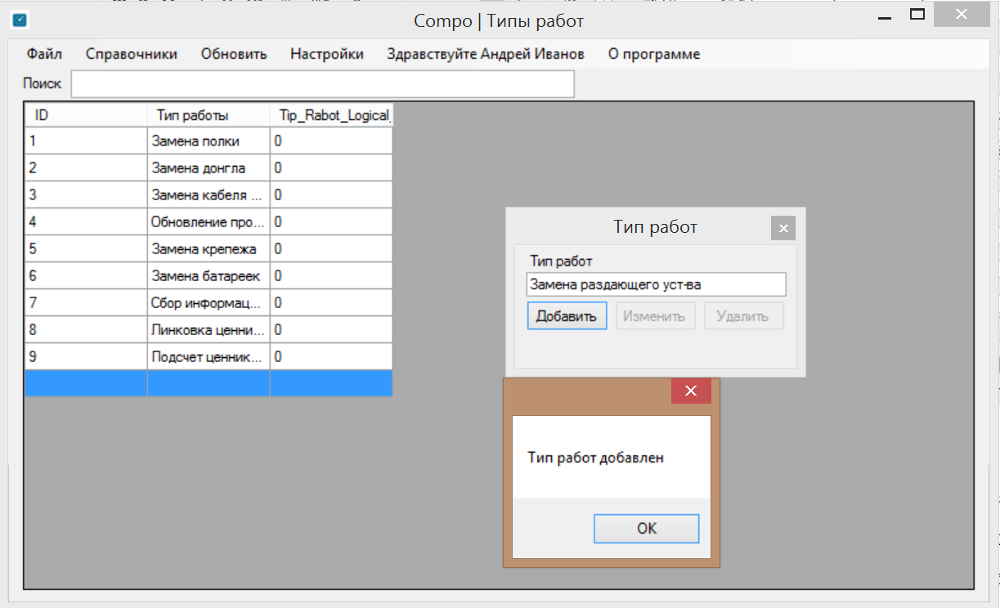 Compo | Типы работ
Файл Справочники Обновить Настройки Здравствуйте Андрей Иванов О программе
Поиск
ID Тип работы Tip_Rabot_Logical_
1 Замена полки 0
2 Замена донгла 0
3 Замена кабеля ... 0
4 Обновление про... 0
5 Замена крепежа 0
6 Замена батареек 0
7 Сбор информац... 0
8 Линковка ценни... 0
9 Подсчет ценник... 0
Тип работ
Тип работ
Замена раздающего уст-ва
Добавить Изменить Удалить
Тип работ добавлен
OK